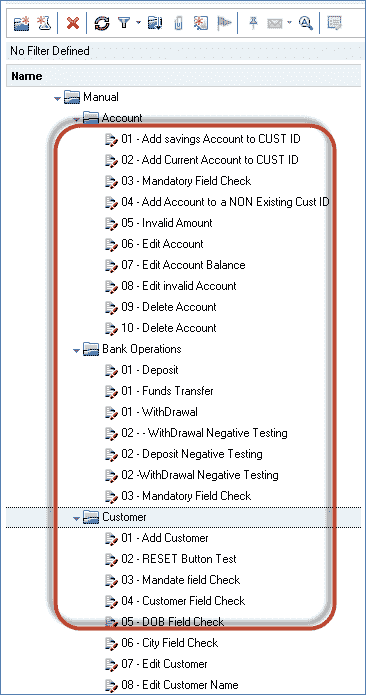 No Filter Defined
Name
Manual
Account
01 - Add savings Account to CUST ID
02 - Add Current Account to CUST ID
03 - Mandatory Field Check
04 - Add Account to a NON Existing Cust ID
05 - Invalid Amount
06 - Edit Account
07 - Edit Account Balance
08 - Edit invalid Account
09 - Delete Account
10 - Delete Account
Bank Operations
01 - Deposit
01 - Funds Transfer
01 - WithDrawal
02 - - WithDrawal Negative Testing
02 - Deposit Negative Testing
02 -WithDrawal Negative Testing
03 - Mandatory Field Check
Customer
01 - Add Customer
02 - RESET Button Test
03 - Mandate field Check
04 - Customer Field Check
05 - DOB Field Check
06 - City Field Check
07 - Edit Customer
08 - Edit Customer Name